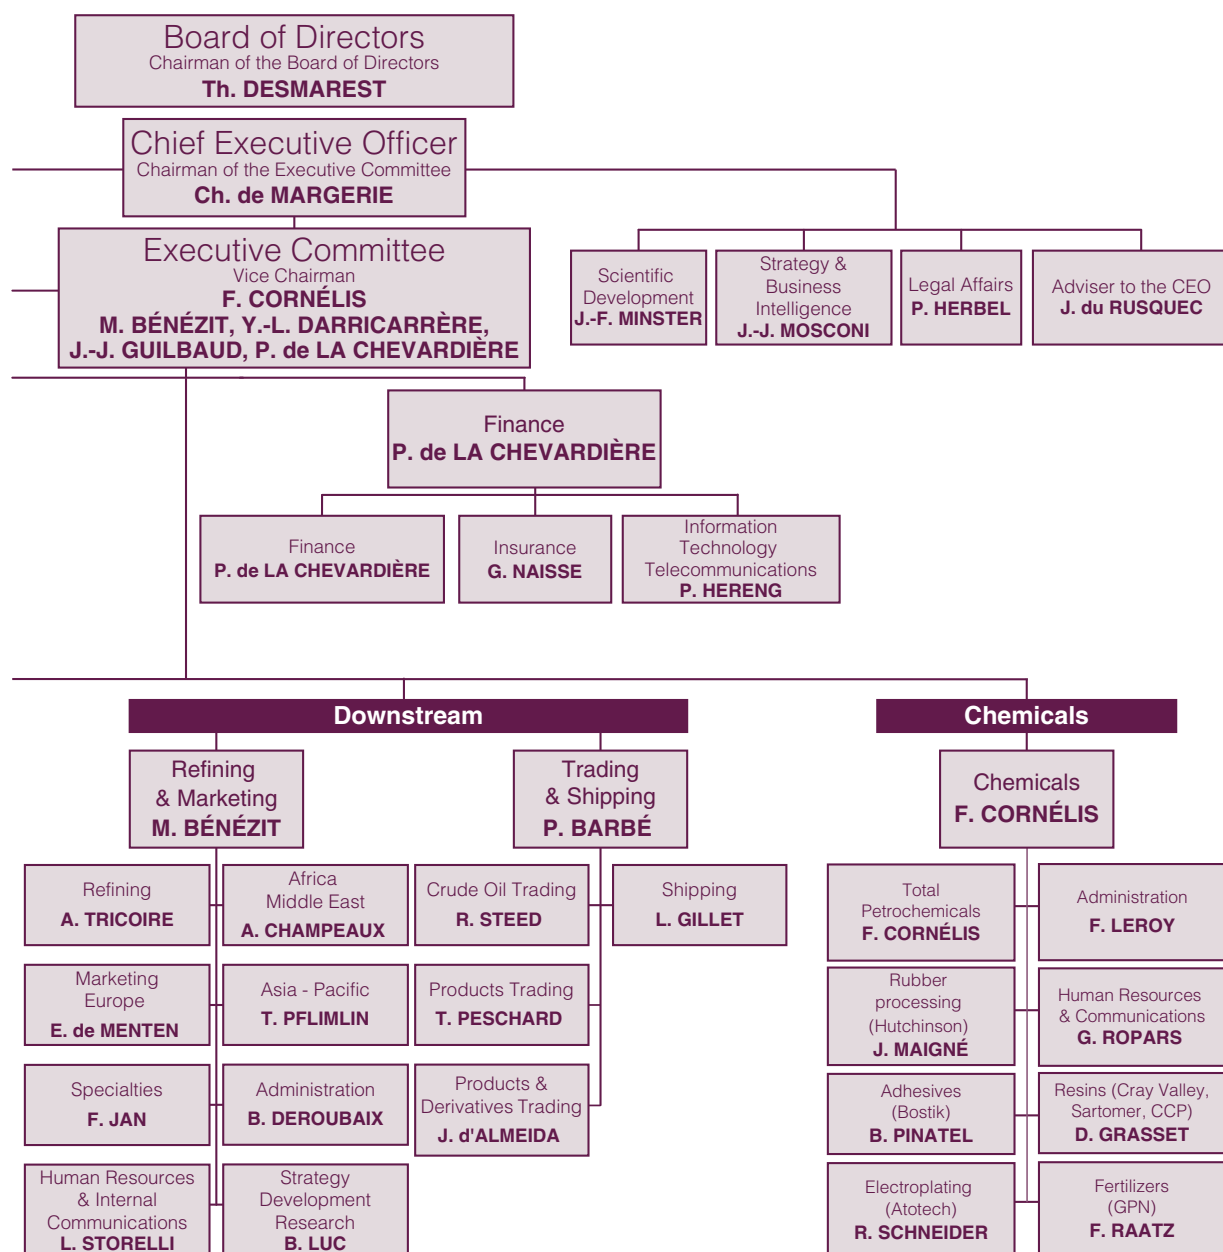 Board of Directors
Chairman of the Board of Directors
Th. DESMAREST
Chief Executive Officer
Chairman of the Executive Committee
Ch. de MARGERIE
Executive Committee
Vice Chairman
F. CORNÉLIS
M. BÉNÉZIT, Y.-L. DARRICARRÈRE,
J.-J. GUILBAUD, P. de LA CHEVARDIÈRE
Scientific
Development
J.-F. MINSTER
Strategy &
Business
Intelligence
J.-J. MOSCONI
Legal Affairs
P. HERBEL
Adviser to the CEO
J. du RUSQUEC
Finance
P. de LA CHEVARDIÈRE
Finance
P. de LA CHEVARDIÈRE
Insurance
G. NAISSE
Information
Technology
Telecommunications
P. HERENG
Downstream
Refining
& Marketing
M. BÉNÉZIT
Trading
& Shipping
P. BARBÉ
Refining
A. TRICOIRE
Africa
Middle East
A. CHAMPEAUX
Marketing
Europe
E. de MENTEN
Asia - Pacific
T. PFLIMLIN
Specialties
F. JAN
Administration
B. DEROUBAIX
Human Resources
& Internal
Communications
L. STORELLI
Strategy
Development
Research
B. LUC
Crude Oil Trading
R. STEED
Shipping
L. GILLET
Products Trading
T. PESCHARD
Products &
Derivatives Trading
J. d'ALMEIDA
Chemicals
Chemicals
F. CORNÉLIS
Total
Petrochemicals
F. CORNÉLIS
Administration
F. LEROY
Rubber
processing
(Hutchinson)
J. MAIGNÉ
Human Resources
& Communications
G. ROPARS
Adhesives
(Bostik)
B. PINATEL
Resins (Cray Valley,
Sartomer, CCP)
D. GRASSET
Electroplating
(Atotech)
R. SCHNEIDER
Fertilizers
(GPN)
F. RAATZ